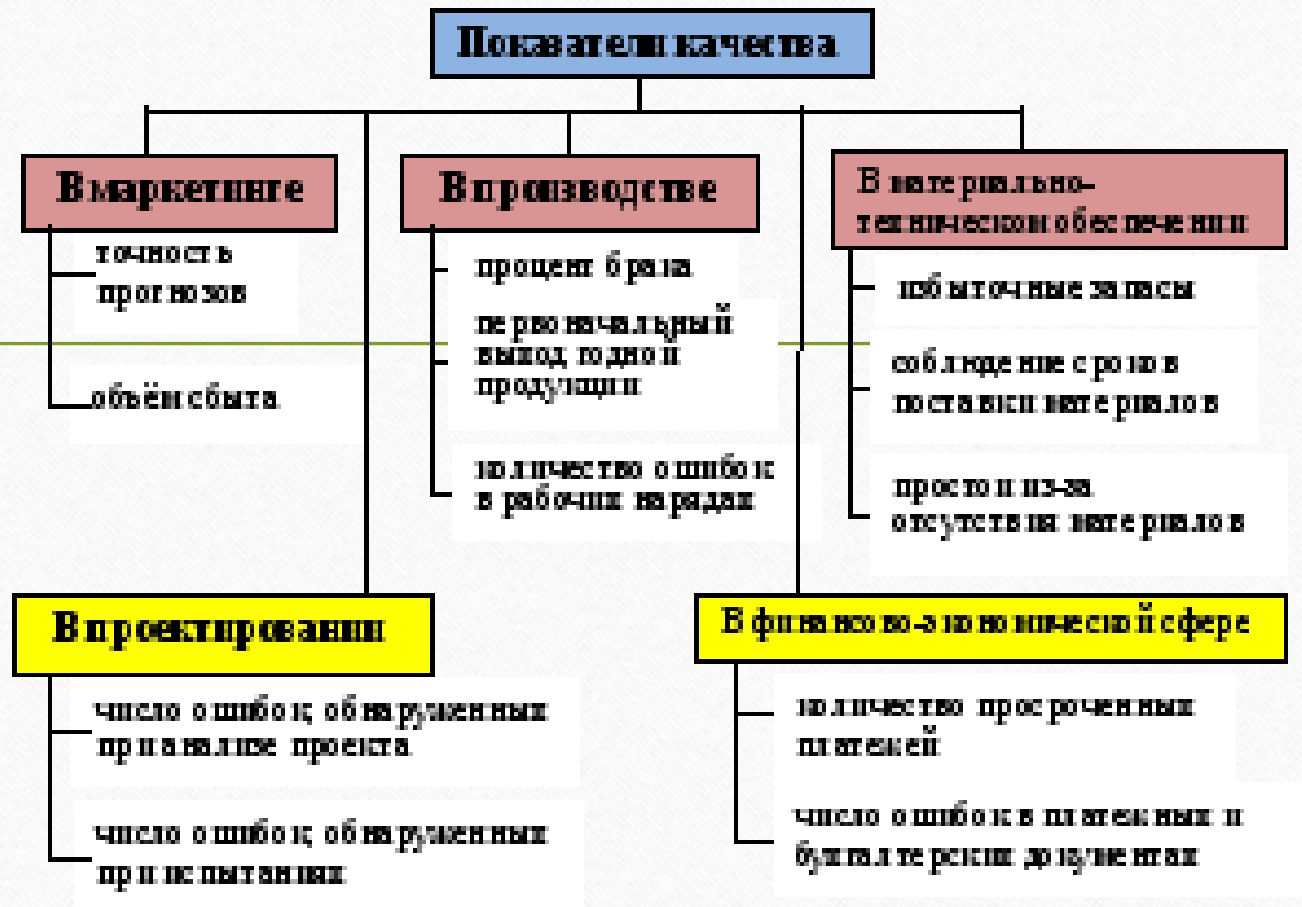 Показатели качества
В маркетинге
точность
прогнозов
объём сбыта
В производстве
процент брака
первоначальный
выход годной
продукции
количество ошибок
в рабочих нарядах
В материально-
техническом обеспечении
избыточные запасы
соблюдение сроков
поставки материалов
простои из-за
отсутствия материалов
В проектировании
число ошибок, обнаруженных
при анализе проекта
число ошибок, обнаруженных
при испытаниях
В финансово-экономической сфере
количество просроченных
платежей
число ошибок в платежных и
бухгалтерских документах